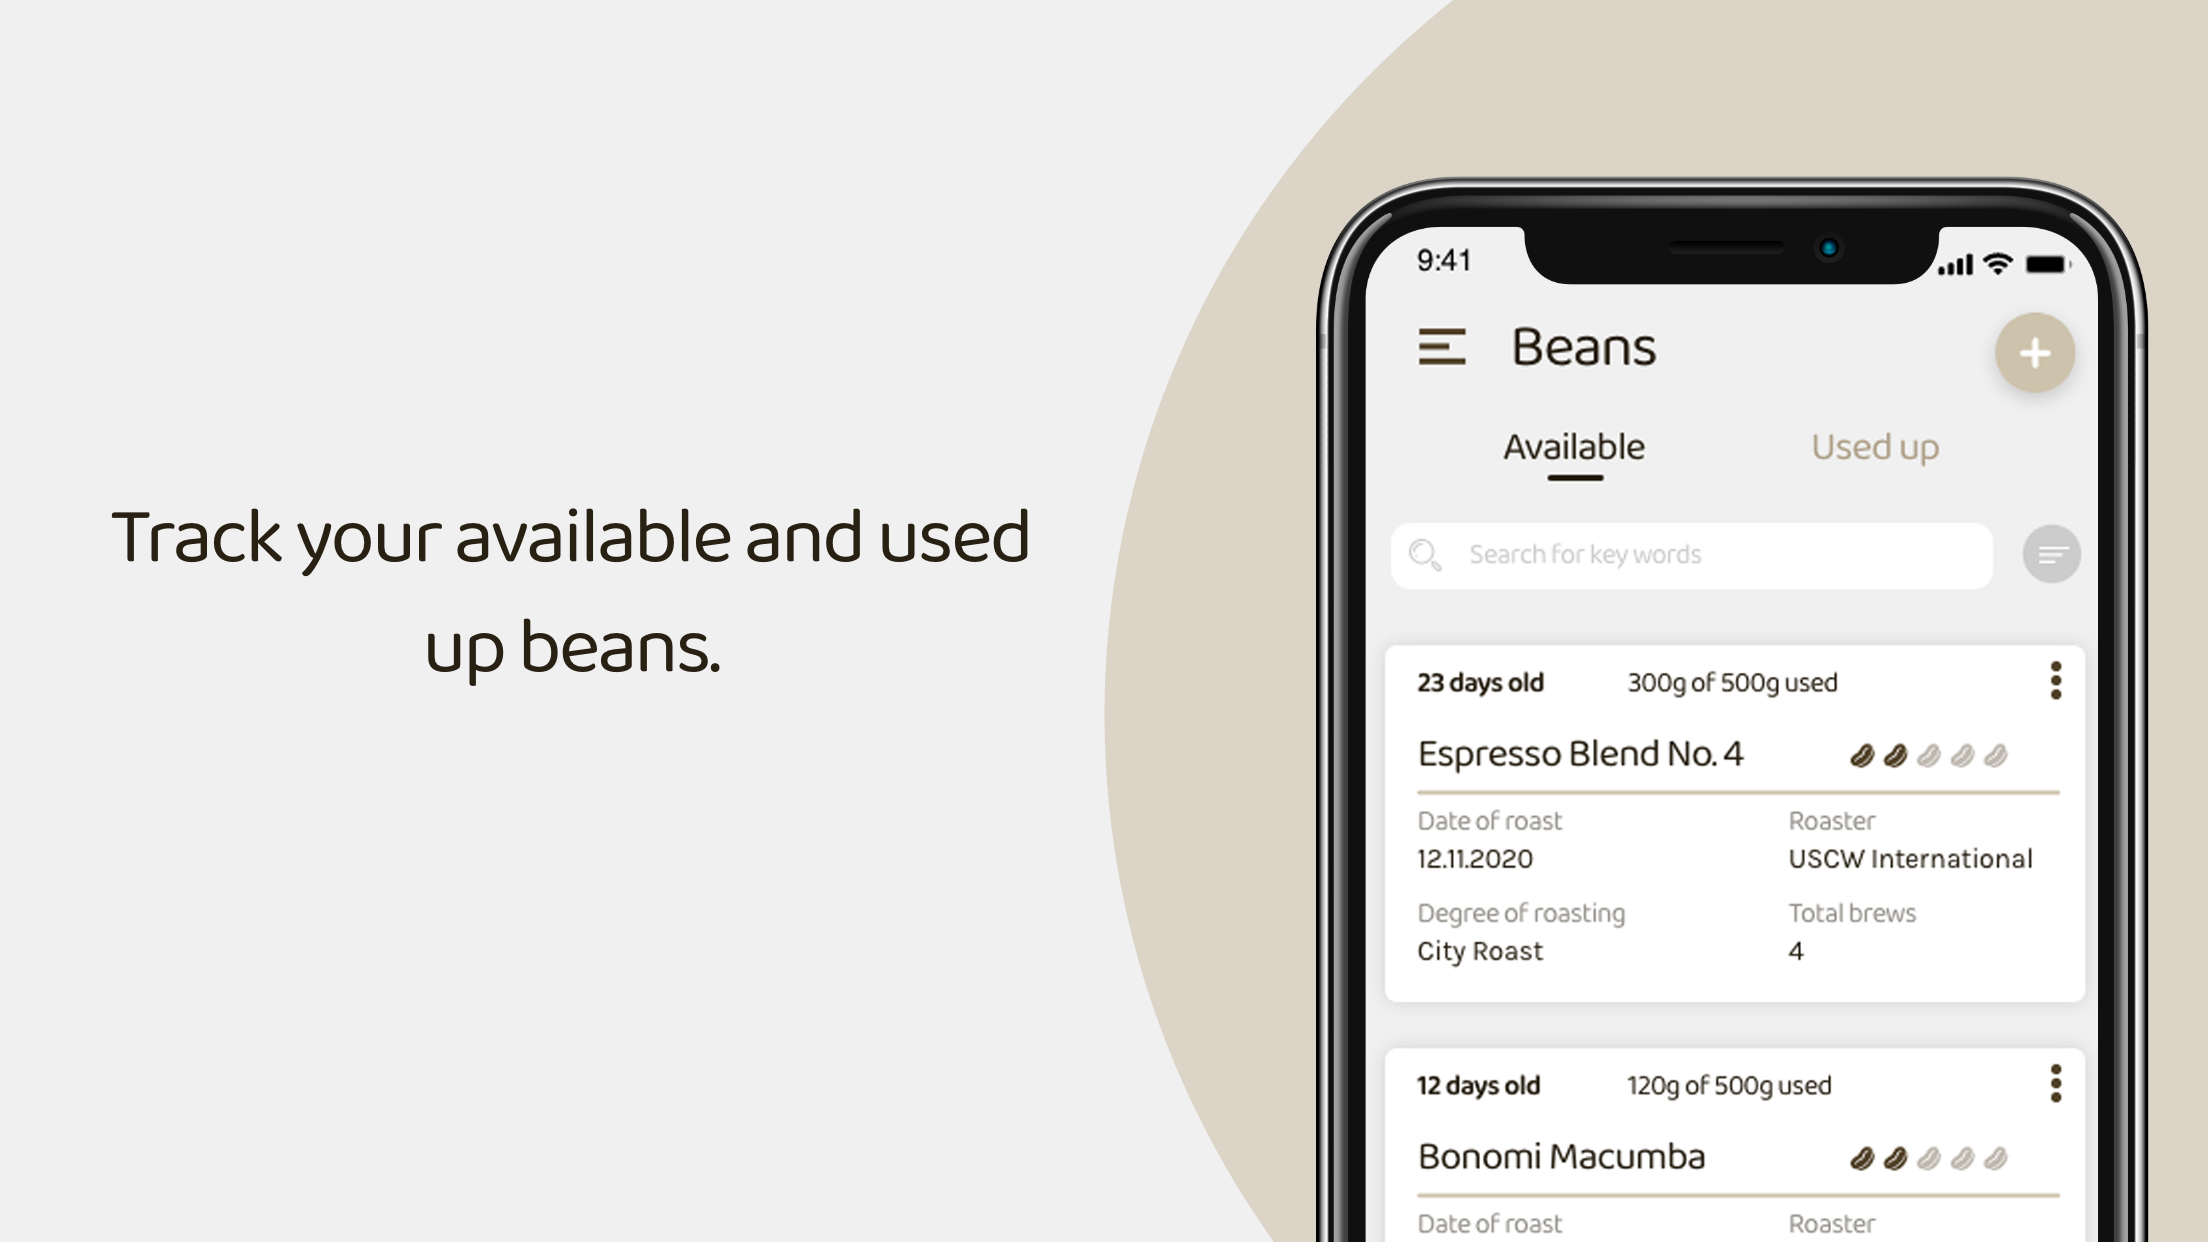 Track your available and used
up beans.
9:41
Beans
Available
Used up
Search for key words
23 days old
300g of 500g used
Espresso Blend No. 4
Date of roast
Roaster
12.11.2020
USCW International
Degree of roasting
Total brews
City Roast
4
12 days old
120g of 500g used
Bonomi Macumba
Date of roast
Roaster